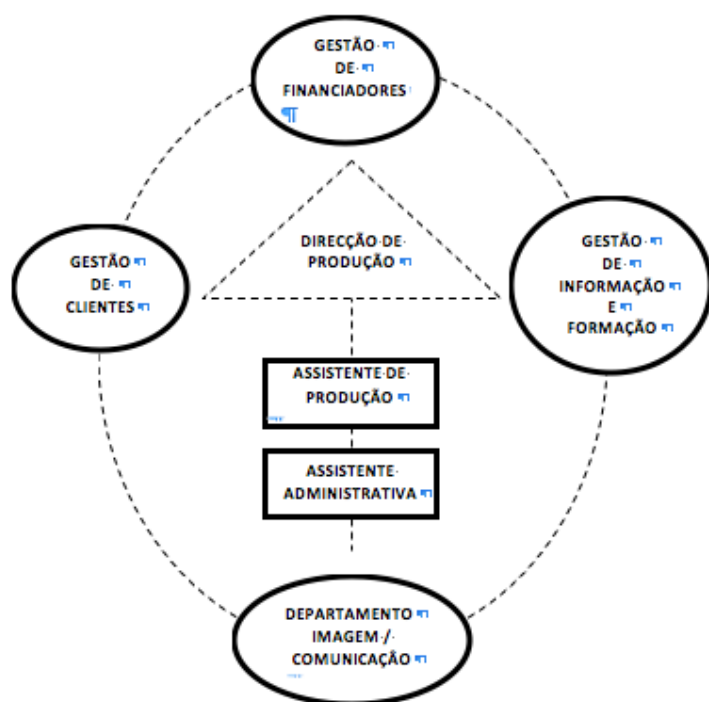 GESTÃO
DE
FINANCIADORES
GESTÃO
DE
CLIENTES
DIRECÇÃO DE
PRODUÇÃO
GESTÃO
DE
INFORMAÇÃO
E
FORMAÇÃO
ASSISTENTE DE
PRODUÇÃO
ASSISTENTE
ADMINISTRATIVA
DEPARTAMENTO
IMAGEM /
COMUNICAÇÃO